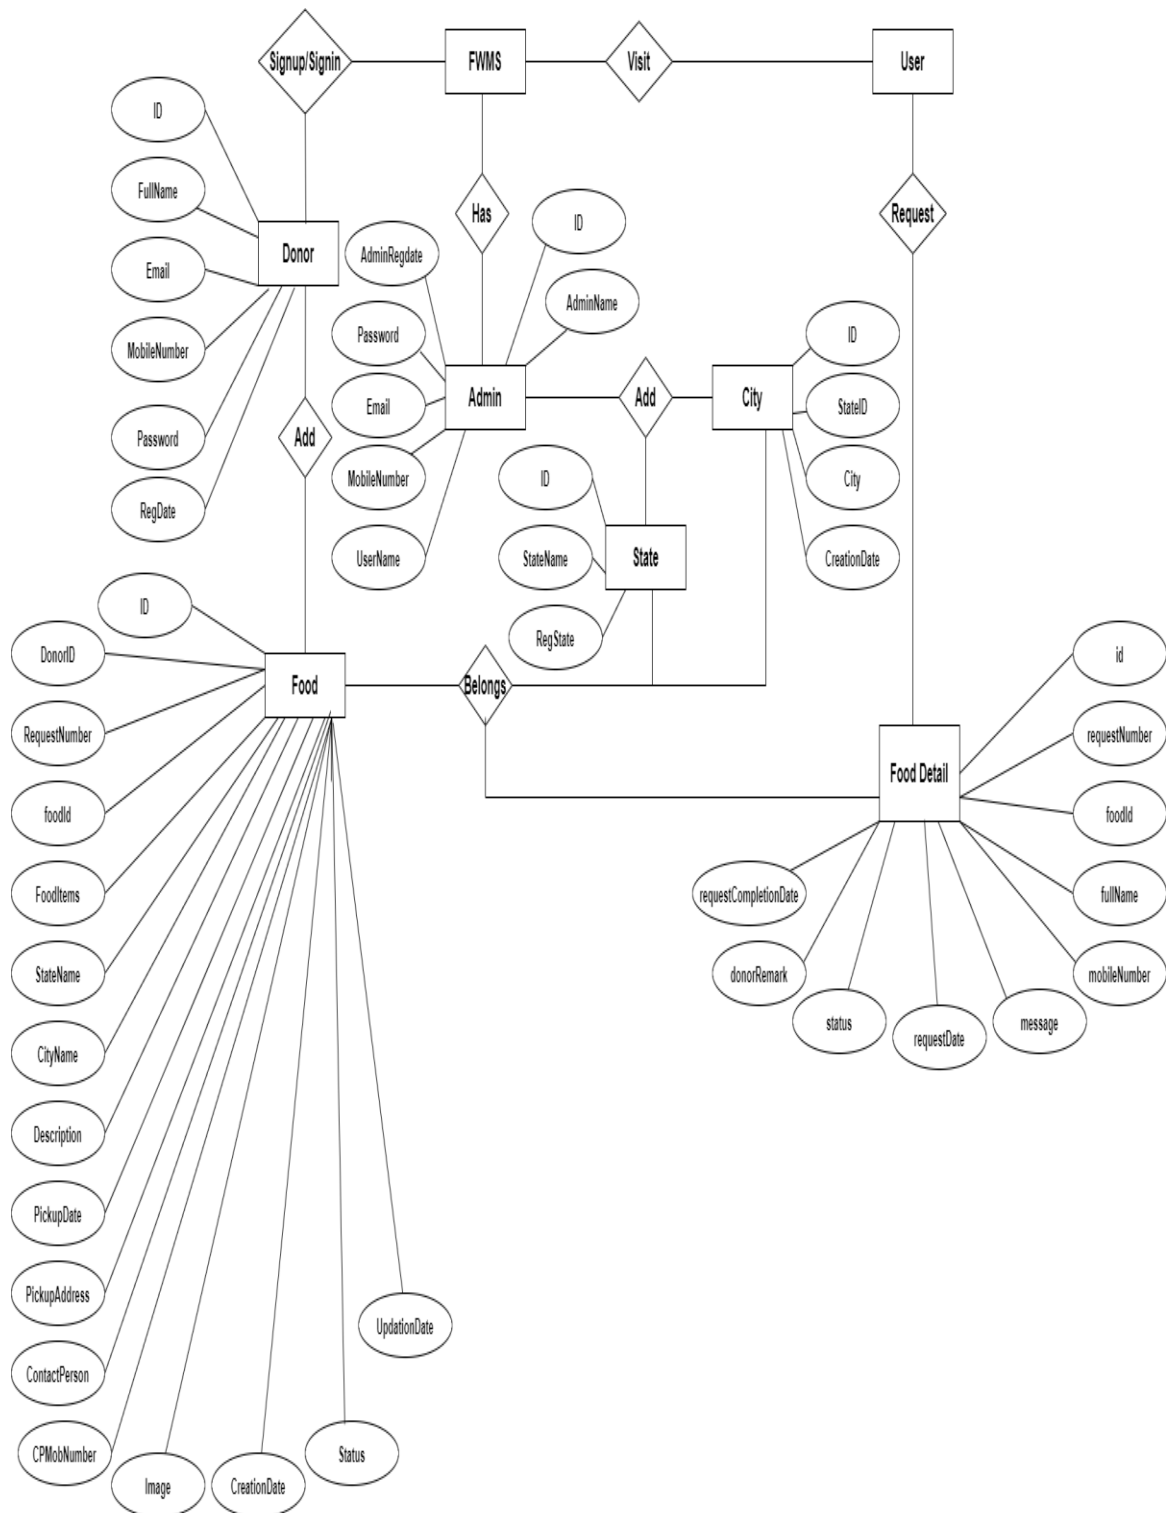 Signup/Signin
FWMS
Visit
User
ID
FullName
Email
MobileNumber
Password
RegDate
Donor
Has
Request
AdminRegdate
ID
AdminName
Password
Email
MobileNumber
UserName
Admin
Add
City
ID
StateID
City
CreationDate
Add
ID
StateName
RegState
State
ID
DonorID
RequestNumber
foodId
FoodItems
StateName
CityName
Description
PickupDate
PickupAddress
ContactPerson
CPMobNumber
Image
CreationDate
Status
UpdationDate
Food
Belongs
Food Detail
id
requestNumber
foodId
fullName
mobileNumber
message
requestDate
status
donorRemark
requestCompletionDate